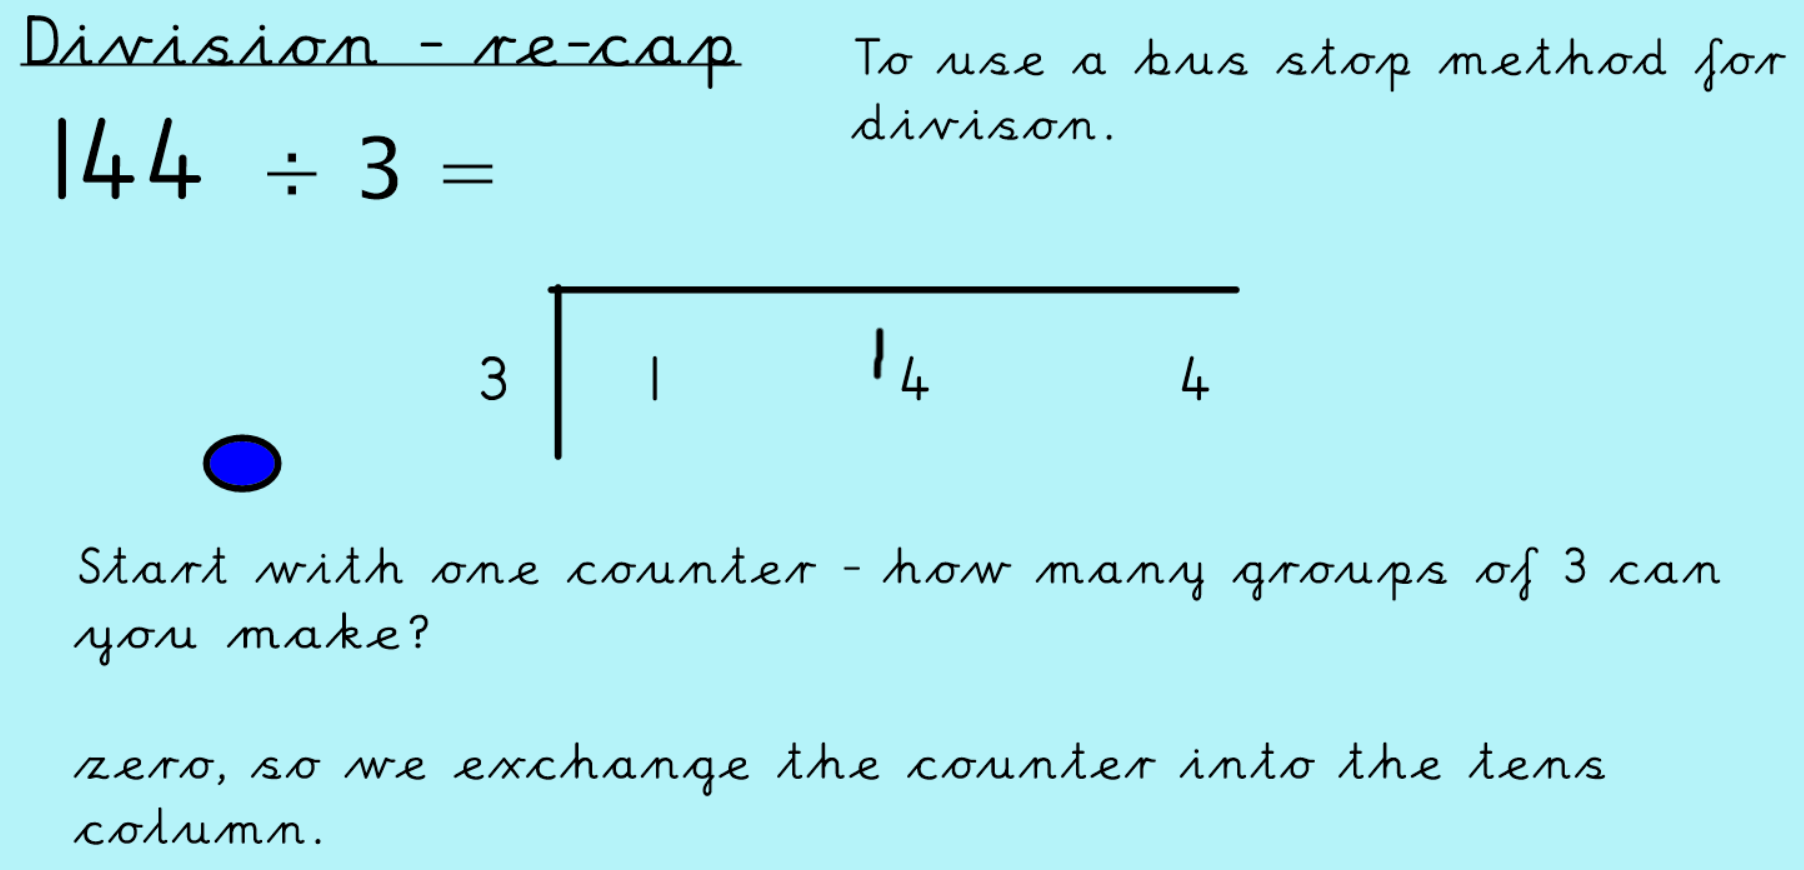 Division - re-cap
To use a bus stop method for
divison.
144 ÷ 3 =
3 1 14 4
Start with one counter - how many groups of 3 can
you make?
zero, so we exchange the counter into the tens
column.